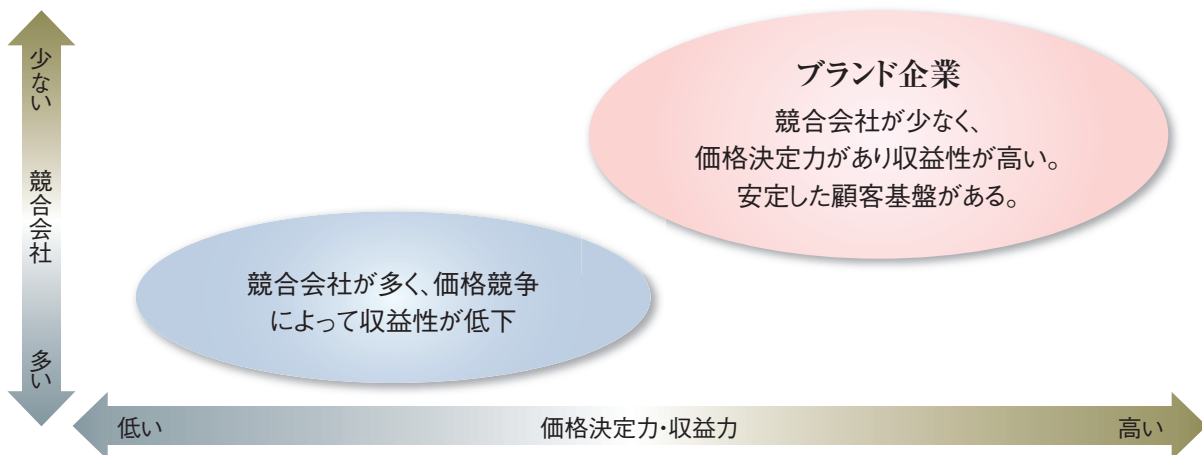 少ない
競合会社
多い
ブランド企業
競合会社が少なく、
価格決定力があり収益性が高い。
安定した顧客基盤がある。
競合会社が多く、価格競争
によって収益性が低下
低い
価格決定力・収益力
高い